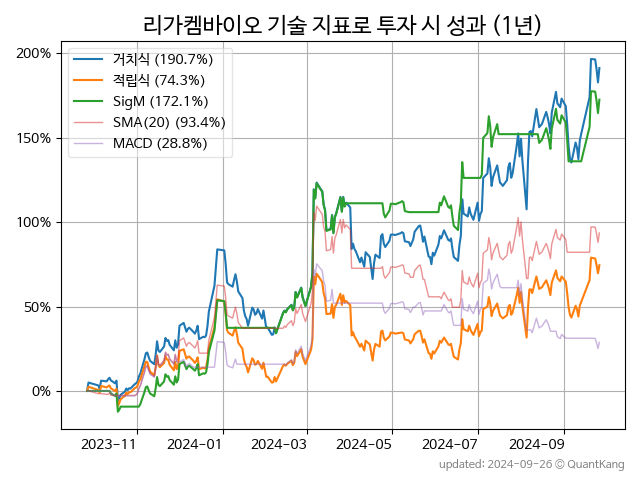 리가켐바이오 기술 지표로 투자 시 성과 (1년)
거치식 (190.7%)
적립식 (74.3%)
SigM (172.1%)
SMA(20) (93.4%)
MACD (28.8%)
200%
150%
100%
50%
0%
2023-11 2024-01 2024-03 2024-05 2024-07 2024-09
updated: 2024-09-26 © QuantKang